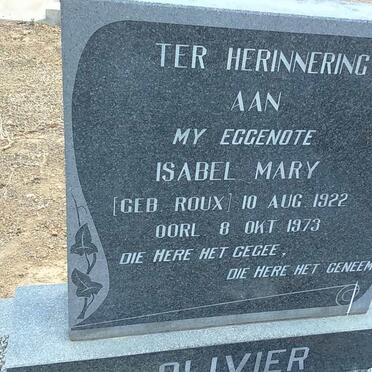 TER HERINNERING
AAN
MY EGGENOTE
ISABEL MARY
[GEB. ROUX] 10 AUG. 1922
OORL 8 OKT 1973
DIE HERE HET GEGEE,
DIE HERE HET GENEEM
OLIVIER